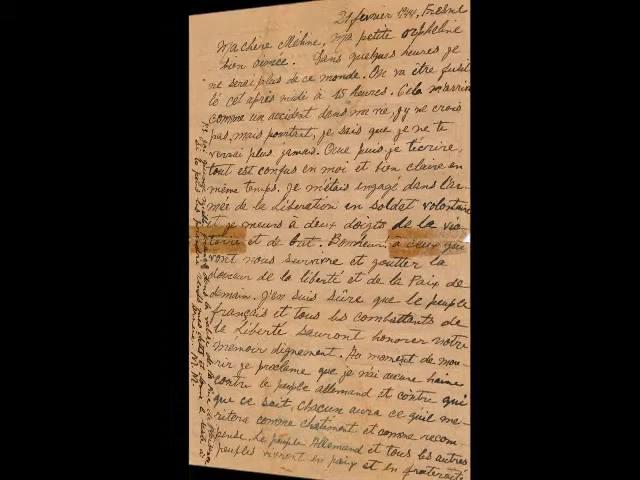 21 février 1944, Fresne
Ma chère Méline, ma petite orpheline
bien aimée. Dans quelques heures je
ne serai plus de ce monde. On va être fusil
lé cet après midi à 15 heures. Cela m'arrive
comme un accident dans ma vie, j'y ne crois
pas, mais pourtant, je sais que je ne te
verrai plus jamais. Que puis-je t'écrire,
tout est confus en moi et bien claire en
même temps. Je m'étais engagé dans l'ar-
mée de la libération en soldat volontaire
et je meurs à deux doigts de la vic-
toire et de but. Bonheur. à ceux qui
vont nous survivre et goutter la
douceur de la liberté et de la Paix de
demain. J'en suis sûre que le peuple
français et tous les combattants de
la Liberté sauront honorer notre
mémoir dignement. Au moment de mou-
rir je proclame que je n'ai aucune haine
contre le peuple allemand et contre qui
que ce soit, chacun aura ce qu'il me-
ritera comme châtiment et comme recom-
pense. Le peuple Allemand et tous les autres
peuples vivront en paix et en fraternité